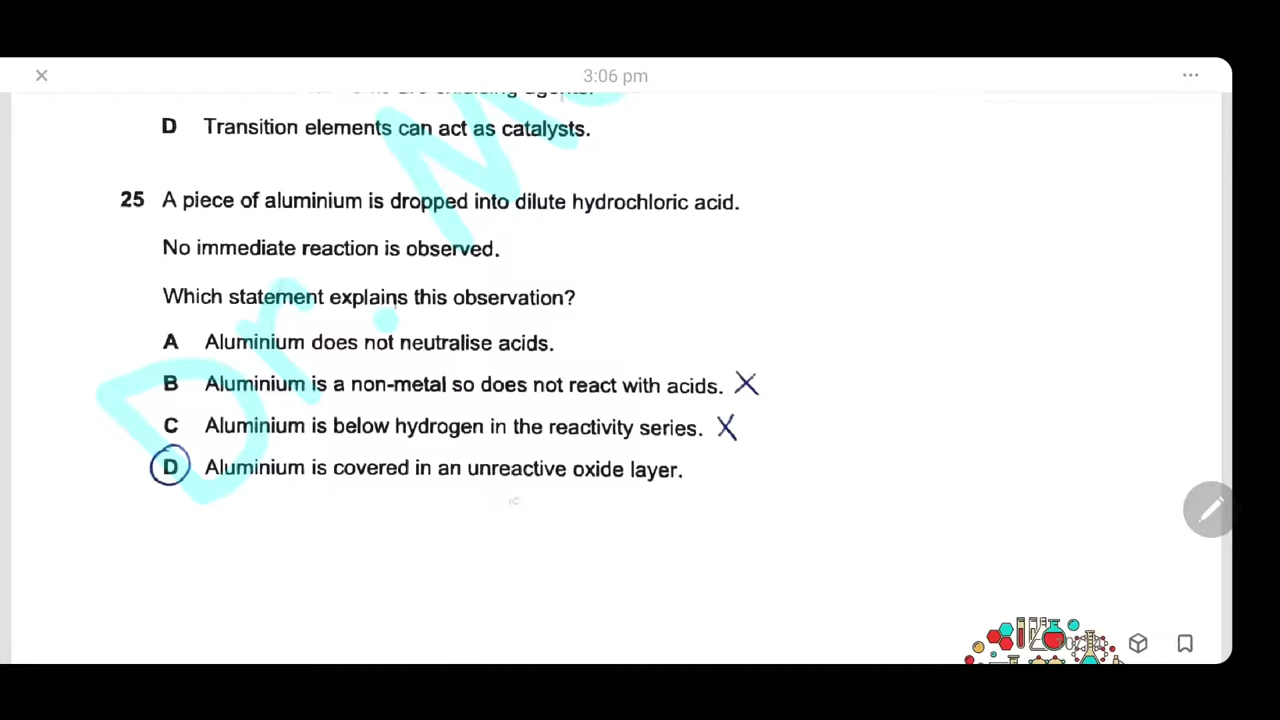 3:06 pm
agents.
D Transition elements can act as catalysts.
25 A piece of aluminium is dropped into dilute hydrochloric acid.
No immediate reaction is observed.
Which statement explains this observation?
A Aluminium does not neutralise acids.
B Aluminium is a non-metal so does not react with acids. X
C Aluminium is below hydrogen in the reactivity series. X
D Aluminium is covered in an unreactive oxide layer.
Dr. M